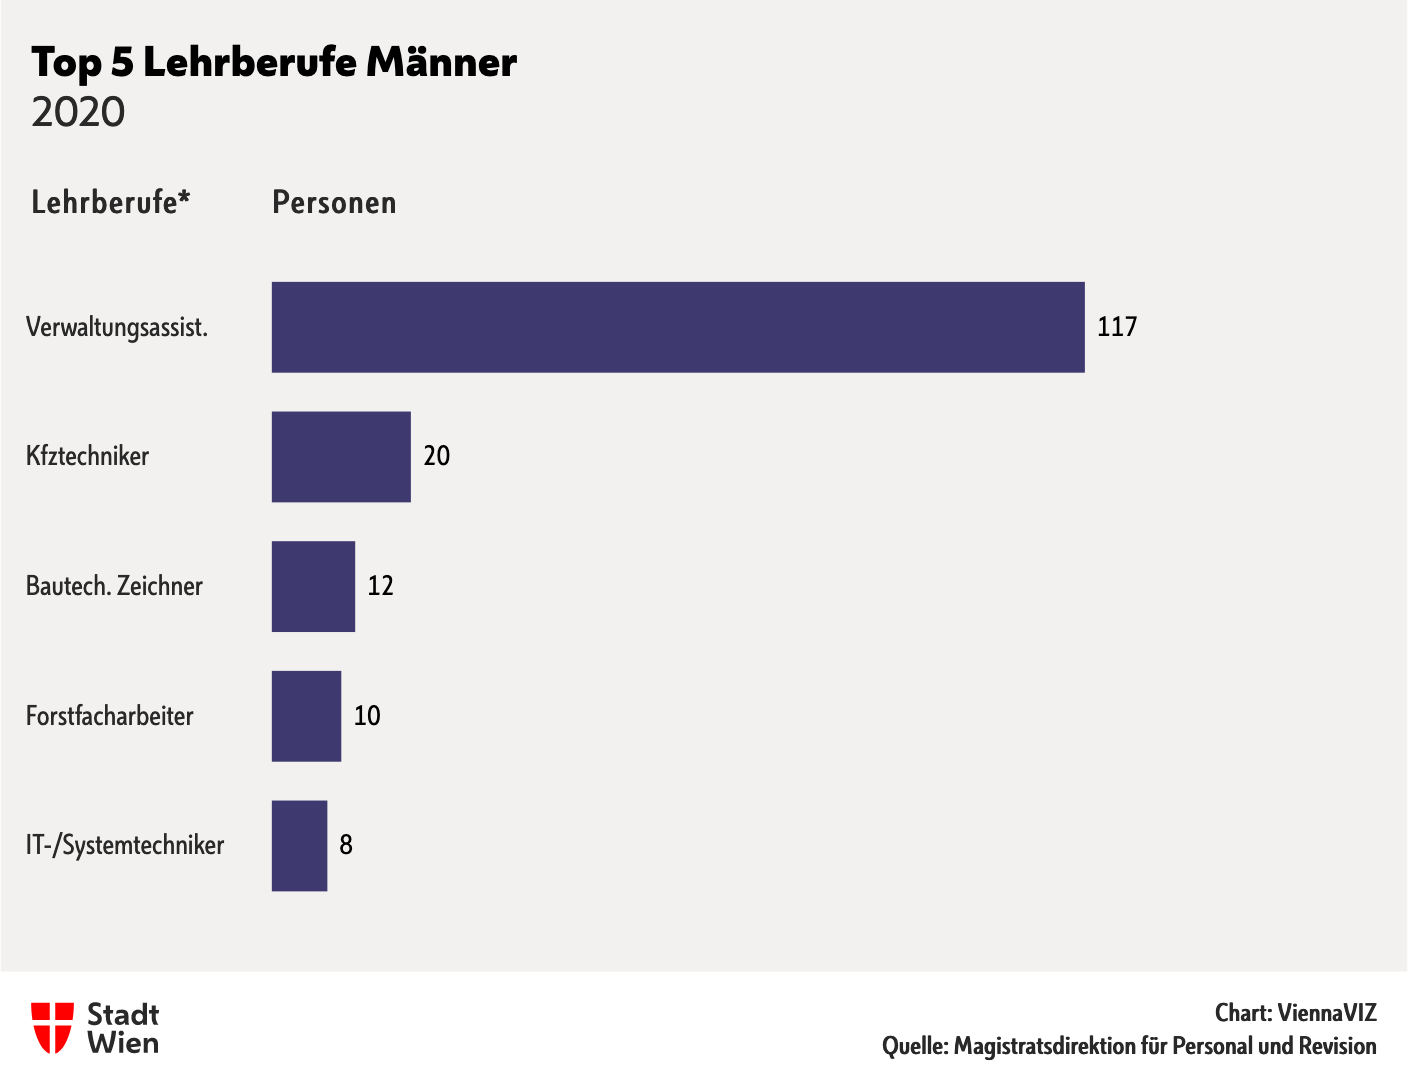 Top 5 Lehrberufe Männer
2020
Lehrberufe* Personen
Verwaltungsassist. 117
Kfztechniker 20
Bautech. Zeichner 12
Forstfacharbeiter 10
IT-/Systemtechniker 8
Stadt
Wien
Chart: ViennaVIZ
Quelle: Magistratsdirektion für Personal und Revision